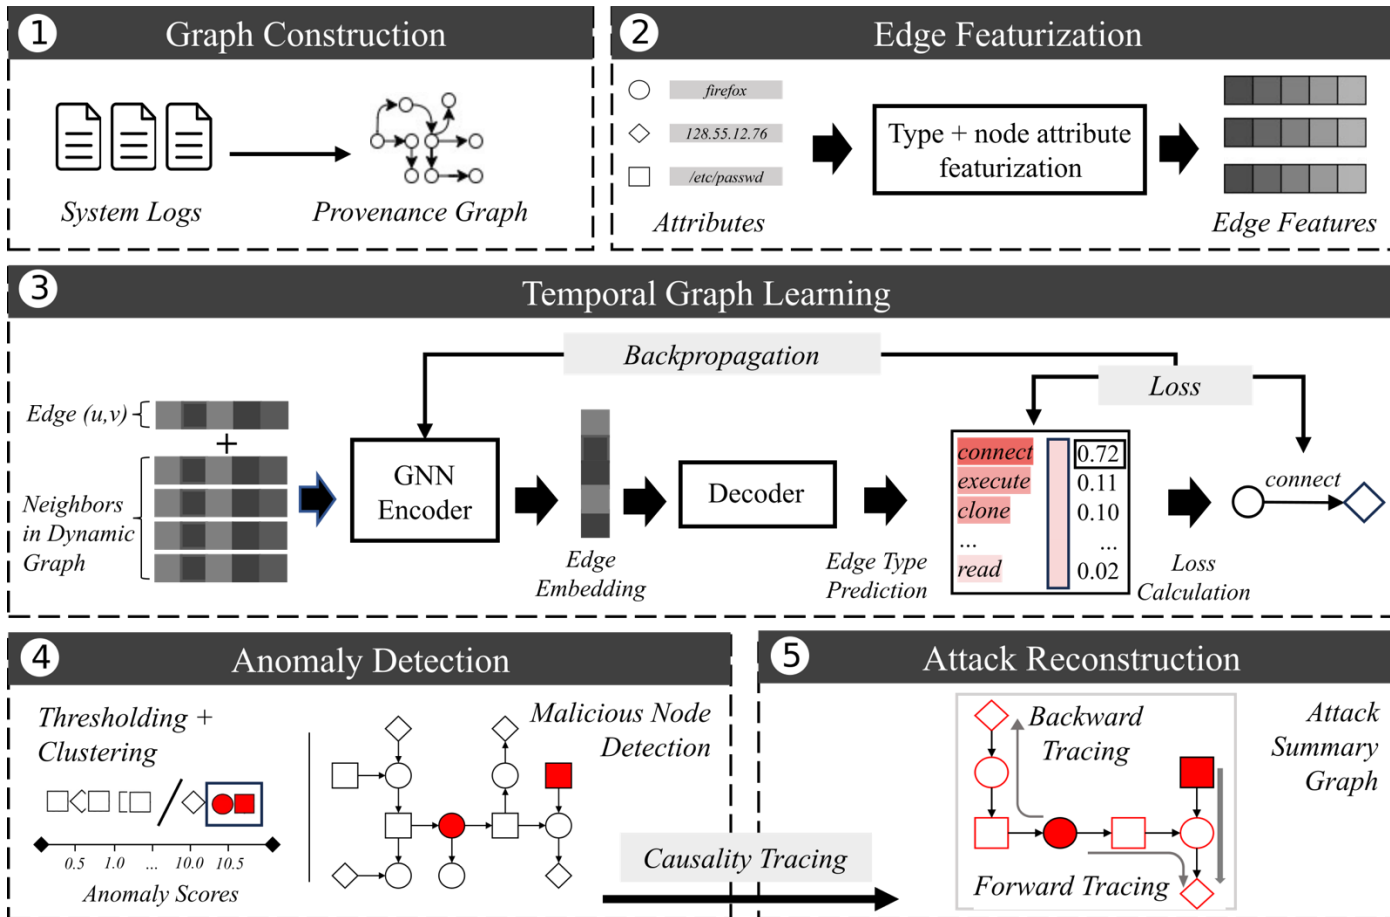 1 Graph Construction
System Logs
Provenance Graph
2 Edge Featurization
firefox
128.55.12.76
/etc/passwd
Attributes
Type + node attribute
featurization
Edge Features
3 Temporal Graph Learning
Backpropagation
Loss
Edge (u,v)
+
Neighbors
in Dynamic
Graph
GNN
Encoder
Edge
Embedding
Decoder
Edge Type
Prediction
connect 0.72
execute 0.11
clone 0.10
... ...
read 0.02
Loss
Calculation
connect
4 Anomaly Detection
Thresholding +
Clustering
0.5 1.0 ... 10.0 10.5
Anomaly Scores
Malicious Node
Detection
Causality Tracing
5 Attack Reconstruction
Backward
Tracing
Forward Tracing
Attack
Summary
Graph